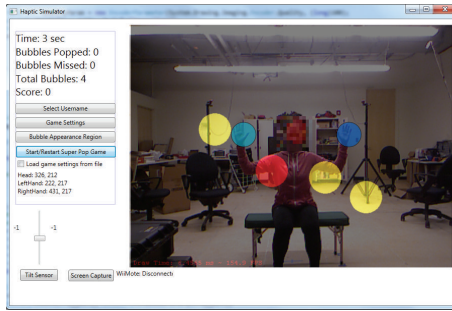 Haptic Simulator
Time: 3 sec
Bubbles Popped: 0
Bubbles Missed: 0
Total Bubbles: 4
Score: 0
Select Username
Game Settings
Bubble Appearance Region
Start/Restart Super Pop Game
Load game settings from file
Head: 326, 212
LeftHand: 222, 217
RightHand: 431, 217
-1 -1
Tilt Sensor
Screen Capture
WiiMote: Disconnecti